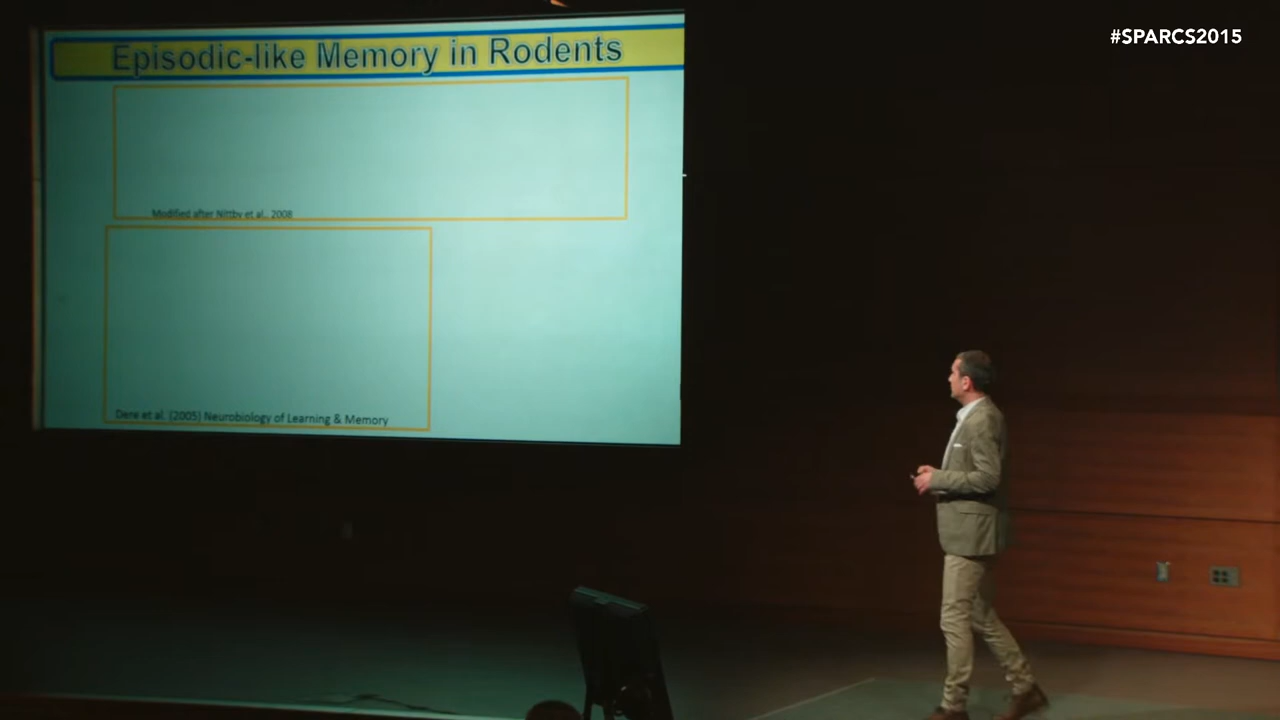 #SPARCS2015
Episodic-like Memory in Rodents
Modified after Nittby et al., 2008
Dere et al. (2005) Neurobiology of Learning & Memory